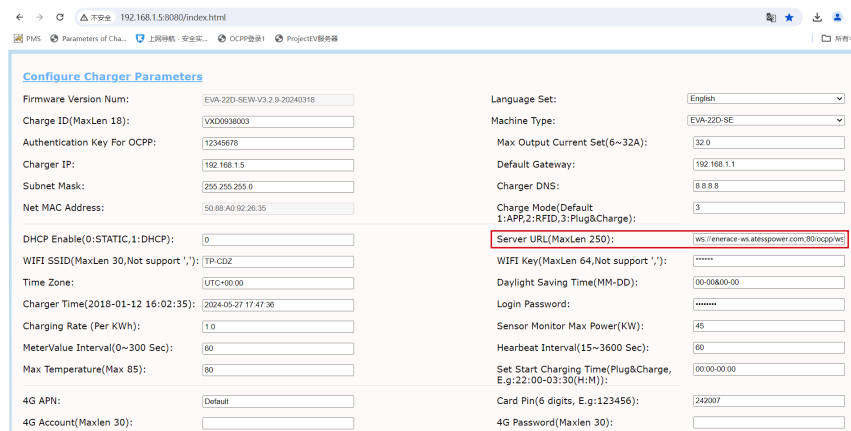 不安全 192.168.1.5:8080/index.html
PMS Parameters of Cha... 上网导航 - 安全实... OCPP登录1 ProjectEV服务器 所有
Configure Charger Parameters
Firmware Version Num: EVA-22D-SEW-V3.2.9-20240318 Language Set: English
Charge ID(MaxLen 18): VXD0938003 Machine Type: EVA-22D-SE
Authentication Key For OCPP: 12345678 Max Output Current Set(6~32A): 32.0
Charger IP: 192.168.1.5 Default Gateway: 192.168.1.1
Subnet Mask: 255.255.255.0 Charger DNS: 8.8.8.8
Net MAC Address: 50:88:A0:92:26:35 Charge Mode(Default
1:APP,2:RFID,3:Plug&Charge): 3
DHCP Enable(0:STATIC,1:DHCP): 0 Server URL(MaxLen 250): ws://enerace-ws.atesspower.com:80/ocpp/ws
WIFI SSID(MaxLen 30,Not support ','): TP-CDZ WIFI Key(MaxLen 64,Not support ','): ••••••
Time Zone: UTC+00:00 Daylight Saving Time(MM-DD): 00-00&00-00
Charger Time(2018-01-12 16:02:35): 2024-05-27 17:47:36 Login Password: ••••••••
Charging Rate (Per KWh): 1.0 Sensor Monitor Max Power(KW): 45
MeterValue Interval(0~300 Sec): 60 Hearbeat Interval(15~3600 Sec): 60
Max Temperature(Max 85): 80 Set Start Charging Time(Plug&Charge,
E.g:22:00-03:30(H:M)): 00:00-00:00
4G APN: Default Card Pin(6 digits, E.g:123456): 242007
4G Account(Maxlen 30): 4G Password(Maxlen 30):